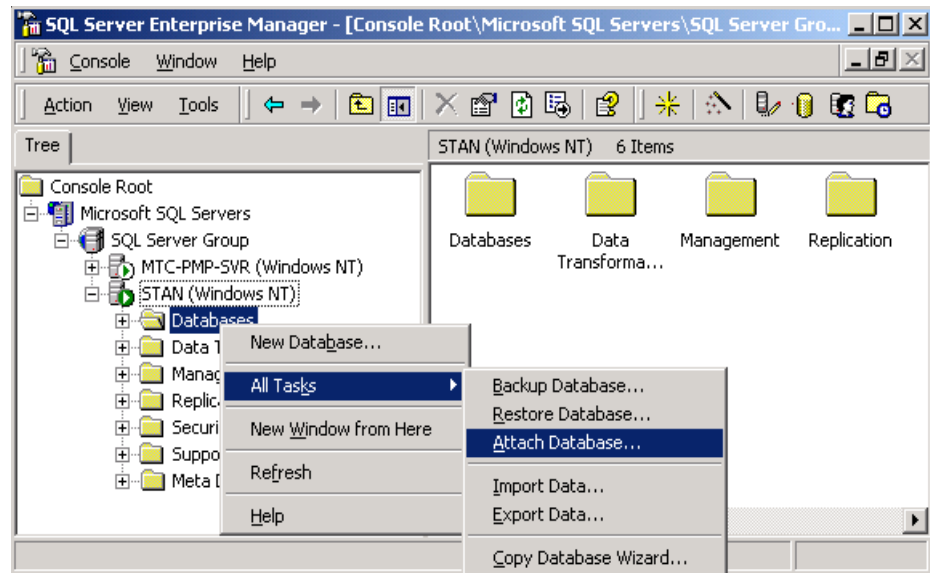 SQL Server Enterprise Manager - [Console Root\Microsoft SQL Servers\SQL Server Gro...
Console Window Help
Action View Tools
Tree
STAN (Windows NT) 6 Items
Console Root
Microsoft SQL Servers
SQL Server Group
MTC-PMP-SVR (Windows NT)
STAN (Windows NT)
Databases
Data T
Manag
Replic
Securi
Suppo
Meta D
Databases
Data Transforma...
Management
Replication
New Database...
All Tasks
New Window from Here
Refresh
Help
Backup Database...
Restore Database...
Attach Database...
Import Data...
Export Data...
Copy Database Wizard...